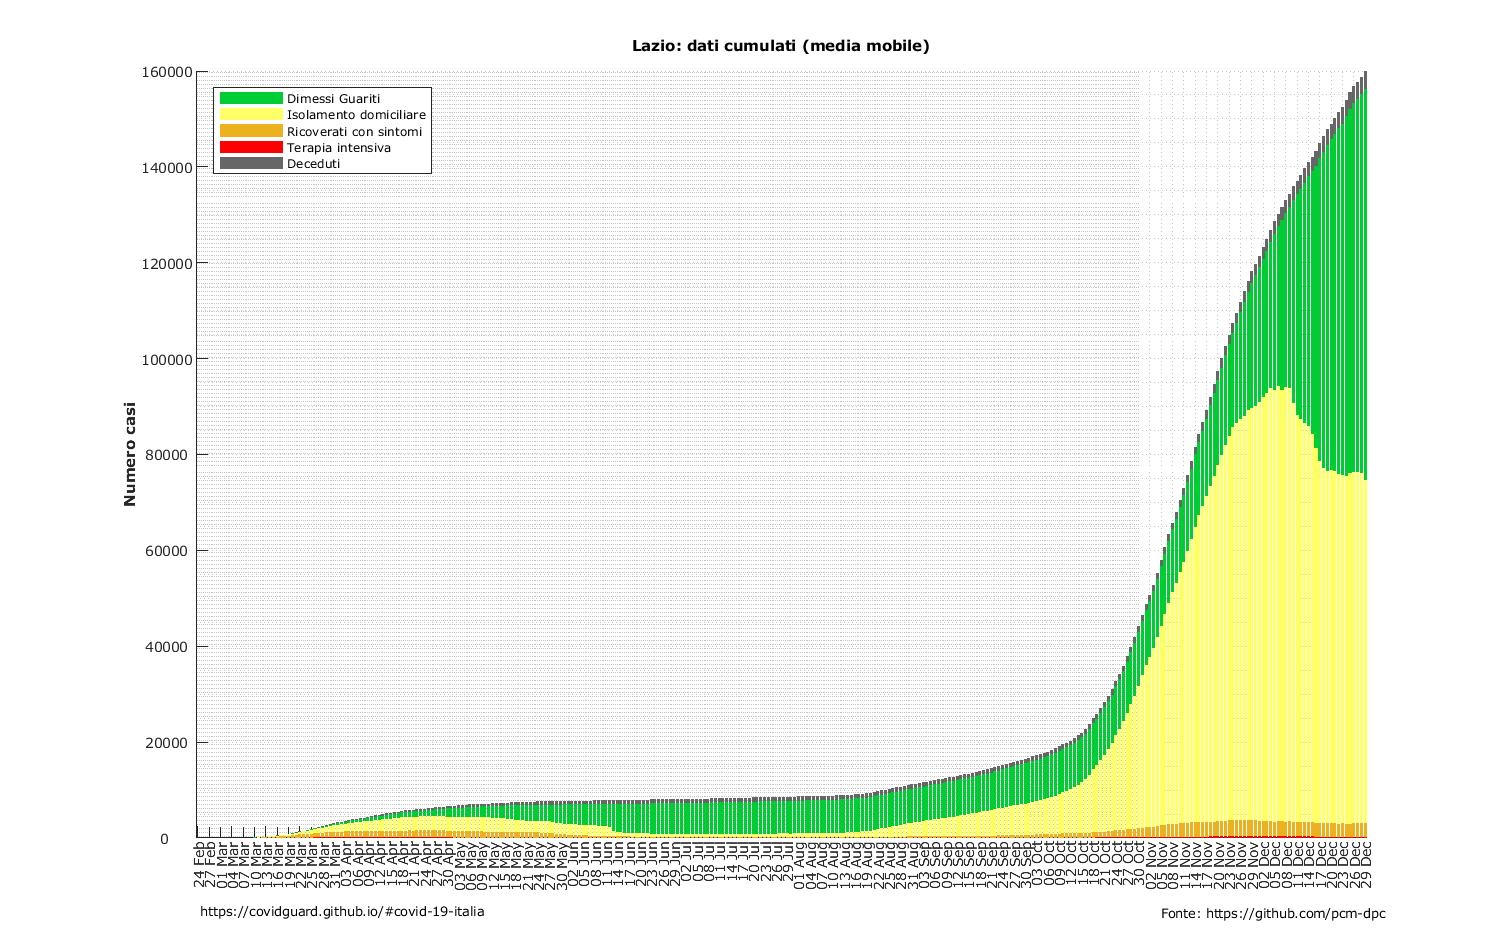 Lazio: dati cumulati (media mobile)
Numero casi
160000
140000
120000
100000
80000
60000
40000
20000
0
Dimessi Guariti
Isolamento domiciliare
Ricoverati con sintomi
Terapia intensiva
Deceduti
24 Feb
27 Feb
01 Mar
04 Mar
07 Mar
10 Mar
13 Mar
16 Mar
19 Mar
22 Mar
25 Mar
28 Mar
31 Mar
03 Apr
06 Apr
09 Apr
12 Apr
15 Apr
18 Apr
21 Apr
24 Apr
27 Apr
30 Apr
03 May
06 May
09 May
12 May
15 May
18 May
21 May
24 May
27 May
30 May
02 Jun
05 Jun
08 Jun
11 Jun
14 Jun
17 Jun
20 Jun
23 Jun
26 Jun
29 Jun
02 Jul
05 Jul
08 Jul
11 Jul
14 Jul
17 Jul
20 Jul
23 Jul
26 Jul
29 Jul
01 Aug
04 Aug
07 Aug
10 Aug
13 Aug
16 Aug
19 Aug
22 Aug
25 Aug
28 Aug
31 Aug
03 Sep
06 Sep
09 Sep
12 Sep
15 Sep
18 Sep
21 Sep
24 Sep
27 Sep
30 Sep
03 Oct
06 Oct
09 Oct
12 Oct
15 Oct
18 Oct
21 Oct
24 Oct
27 Oct
30 Oct
02 Nov
05 Nov
08 Nov
11 Nov
14 Nov
17 Nov
20 Nov
23 Nov
26 Nov
29 Nov
02 Dec
05 Dec
08 Dec
11 Dec
14 Dec
17 Dec
20 Dec
23 Dec
26 Dec
29 Dec
https://covidguard.github.io/#covid-19-italia
Fonte: https://github.com/pcm-dpc